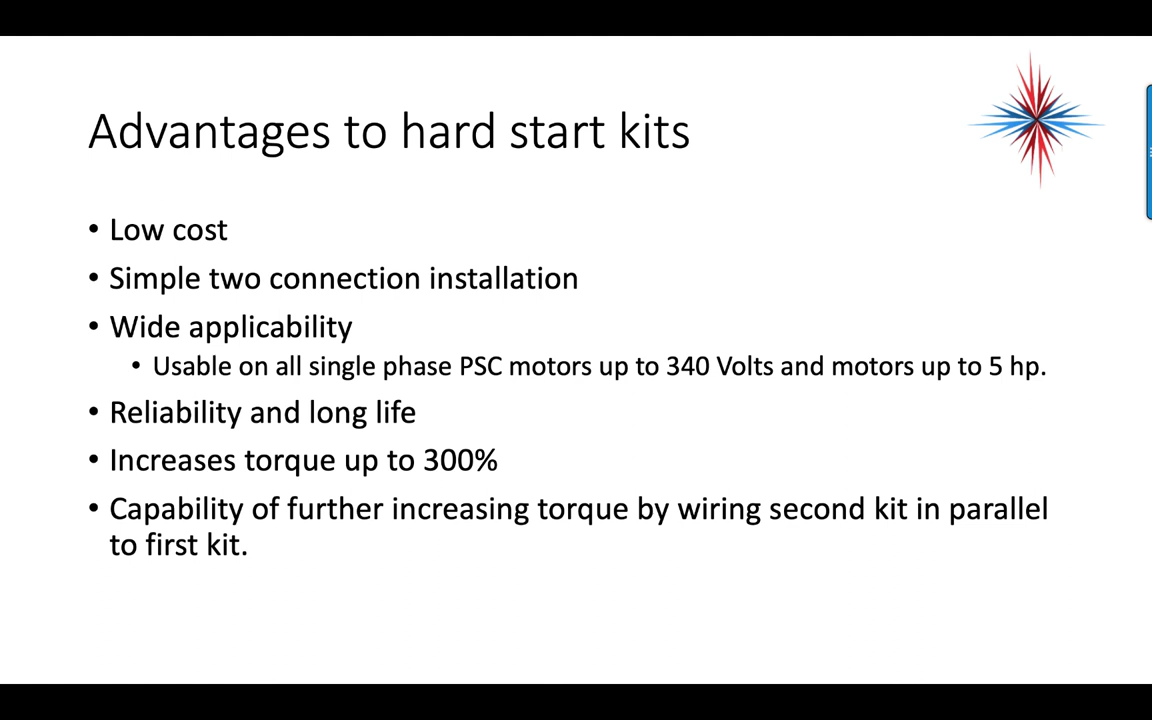 Advantages to hard start kits
• Low cost
• Simple two connection installation
• Wide applicability
• Usable on all single phase PSC motors up to 340 Volts and motors up to 5 hp.
• Reliability and long life
• Increases torque up to 300%
• Capability of further increasing torque by wiring second kit in parallel
to first kit.